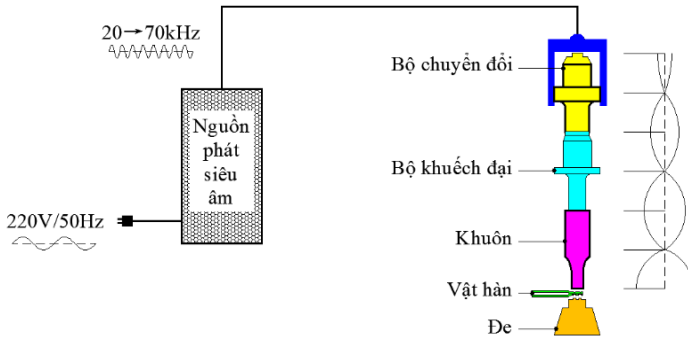 20→70kHz
Nguồn
phát
siêu
âm
220V/50Hz
Bộ chuyển đổi
Bộ khuếch đại
Khuôn
Vật hàn
Đe